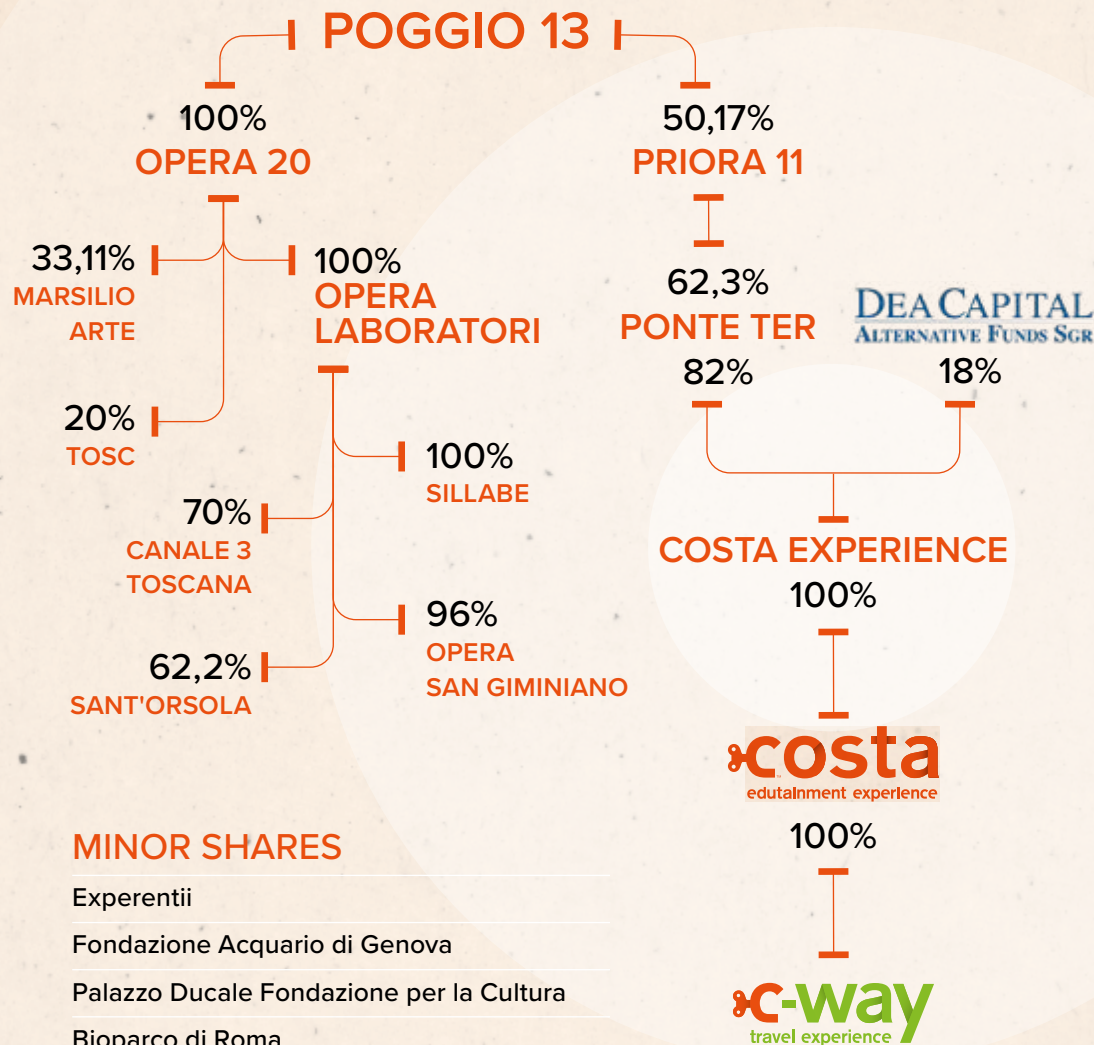 POGGIO 13
100%
OPERA 20
33,11%
MARSILIO
ARTE
20%
TOSC
100%
OPERA
LABORATORI
100%
SILLABE
70%
CANALE 3
TOSCANA
96%
OPERA
SAN GIMINIANO
62,2%
SANT'ORSOLA
50,17%
PRIORA 11
62,3%
PONTE TER
82%
DEA CAPITAL
ALTERNATIVE FUNDS SGR
18%
COSTA EXPERIENCE
100%
costa
edutainment experience
100%
c-way
travel experience
MINOR SHARES
Experentii
Fondazione Acquario di Genova
Palazzo Ducale Fondazione per la Cultura
Bioparco di Roma